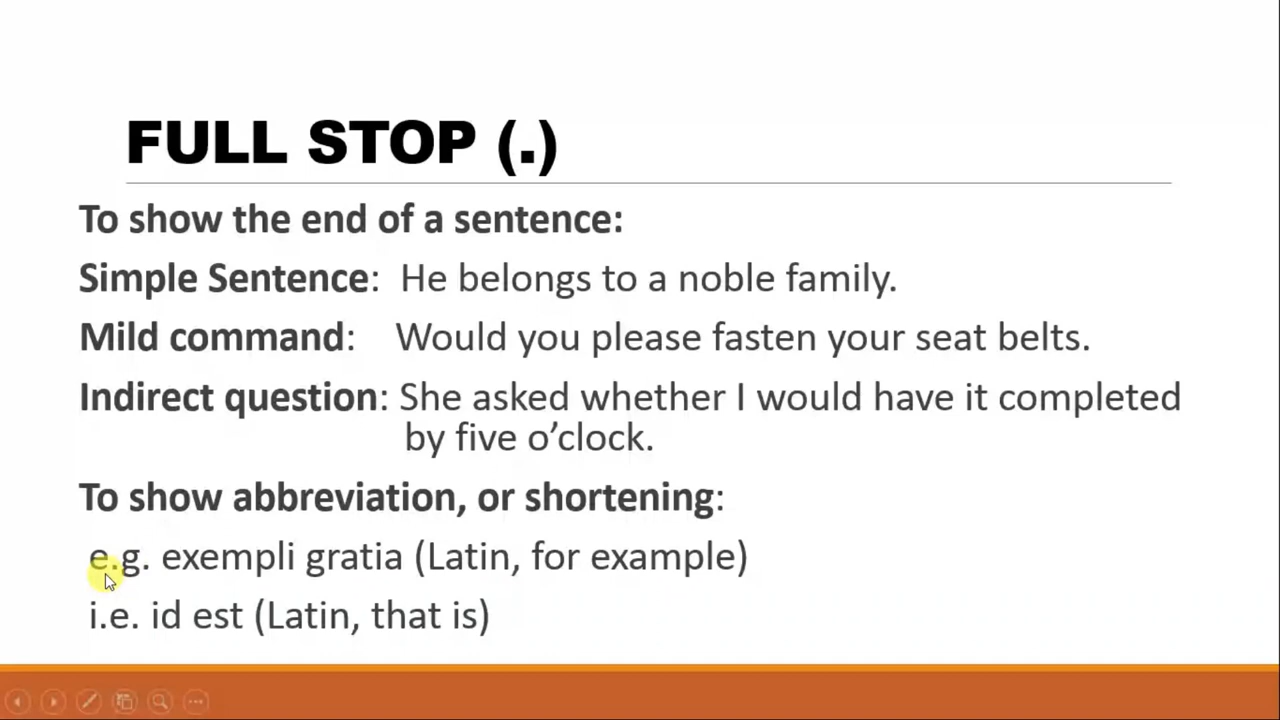 FULL STOP (.)
To show the end of a sentence:
Simple Sentence: He belongs to a noble family.
Mild command: Would you please fasten your seat belts.
Indirect question: She asked whether I would have it completed
by five o’clock.
To show abbreviation, or shortening:
e.g. exempli gratia (Latin, for example)
i.e. id est (Latin, that is)